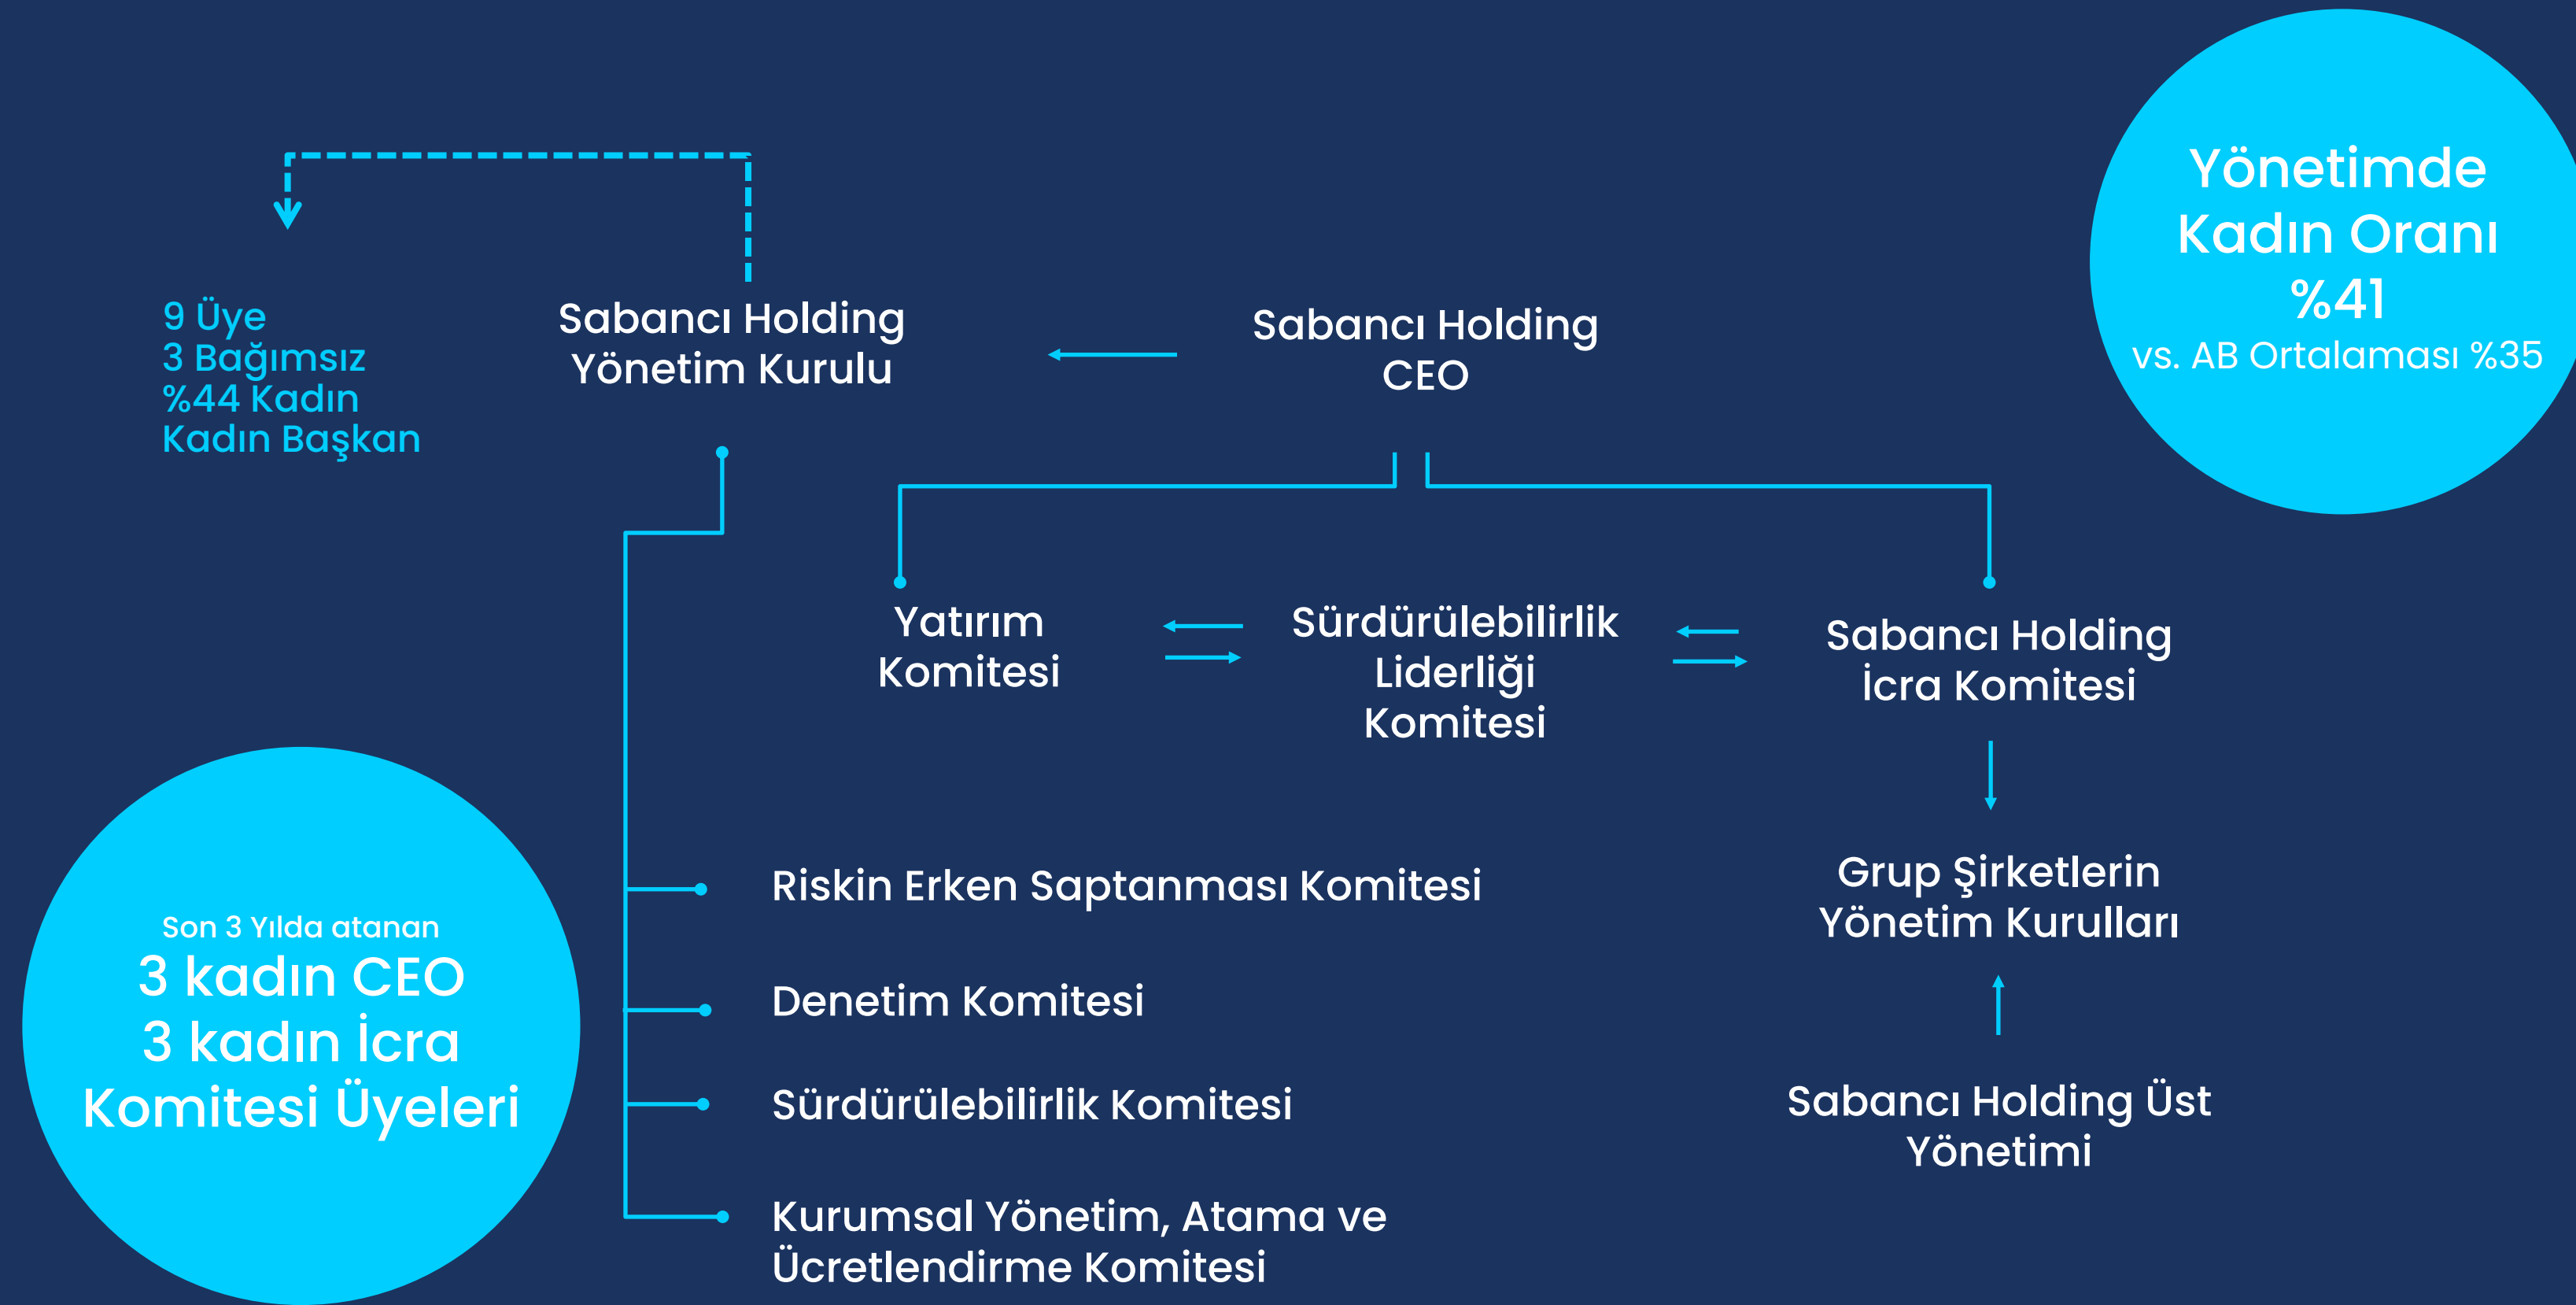 Yönetimde
Kadın Oranı
%41
vs. AB Ortalaması %35
9 Üye
3 Bağımsız
%44 Kadın
Kadın Başkan
Sabancı Holding
Yönetim Kurulu
Sabancı Holding
CEO
Yatırım
Komitesi
Sürdürülebilirlik
Liderliği
Komitesi
Sabancı Holding
İcra Komitesi
Riskin Erken Saptanması Komitesi
Denetim Komitesi
Sürdürülebilirlik Komitesi
Kurumsal Yönetim, Atama ve
Ücretlendirme Komitesi
Grup Şirketlerin
Yönetim Kurulları
Sabancı Holding Üst
Yönetimi
Son 3 Yılda atanan
3 kadın CEO
3 kadın İcra
Komitesi Üyeleri